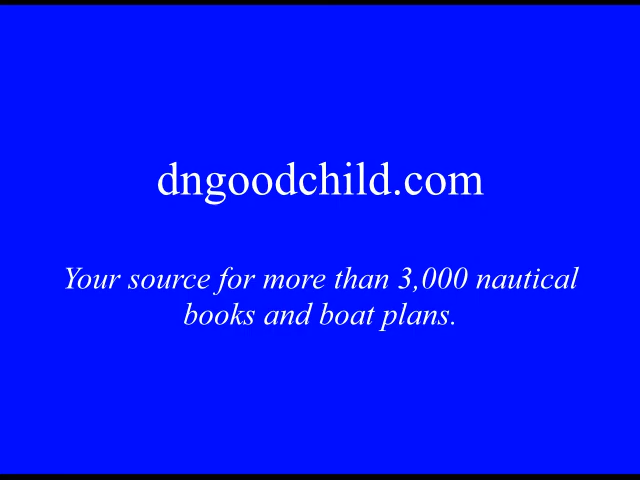 dngoodchild.com
Your source for more than 3,000 nautical
books and boat plans.